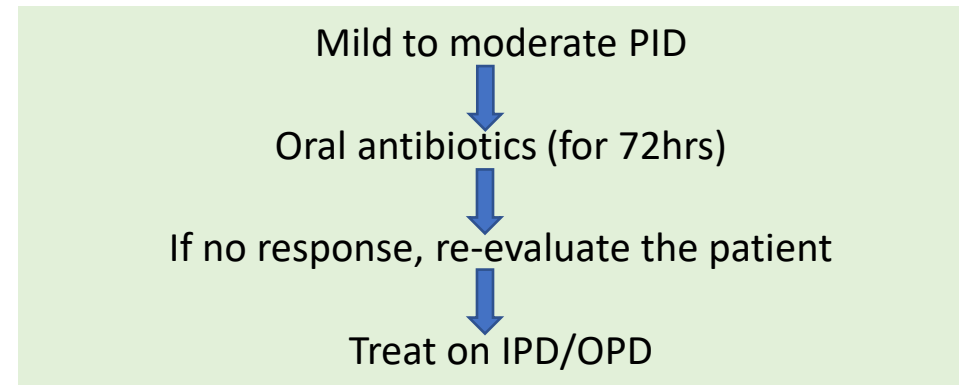 Mild to moderate PID
Oral antibiotics (for 72hrs)
If no response, re-evaluate the patient
Treat on IPD/OPD